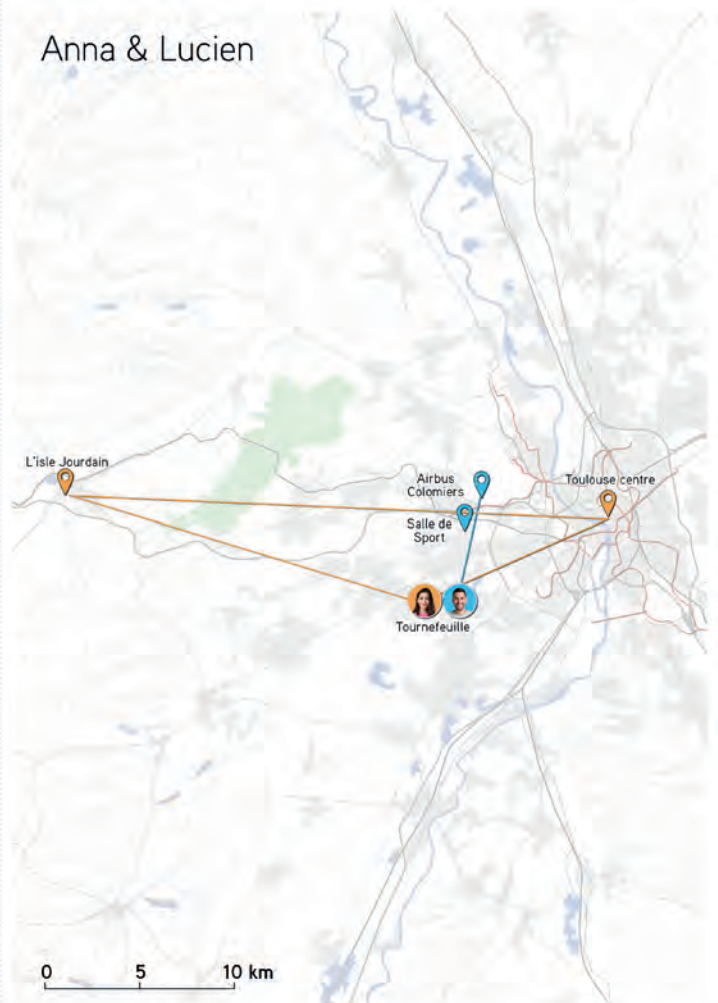 Anna & Lucien
L'isle Jourdain
Airbus
Colomiers
Toulouse centre
Salle de
Sport
Tournefeuille
0 5 10 km